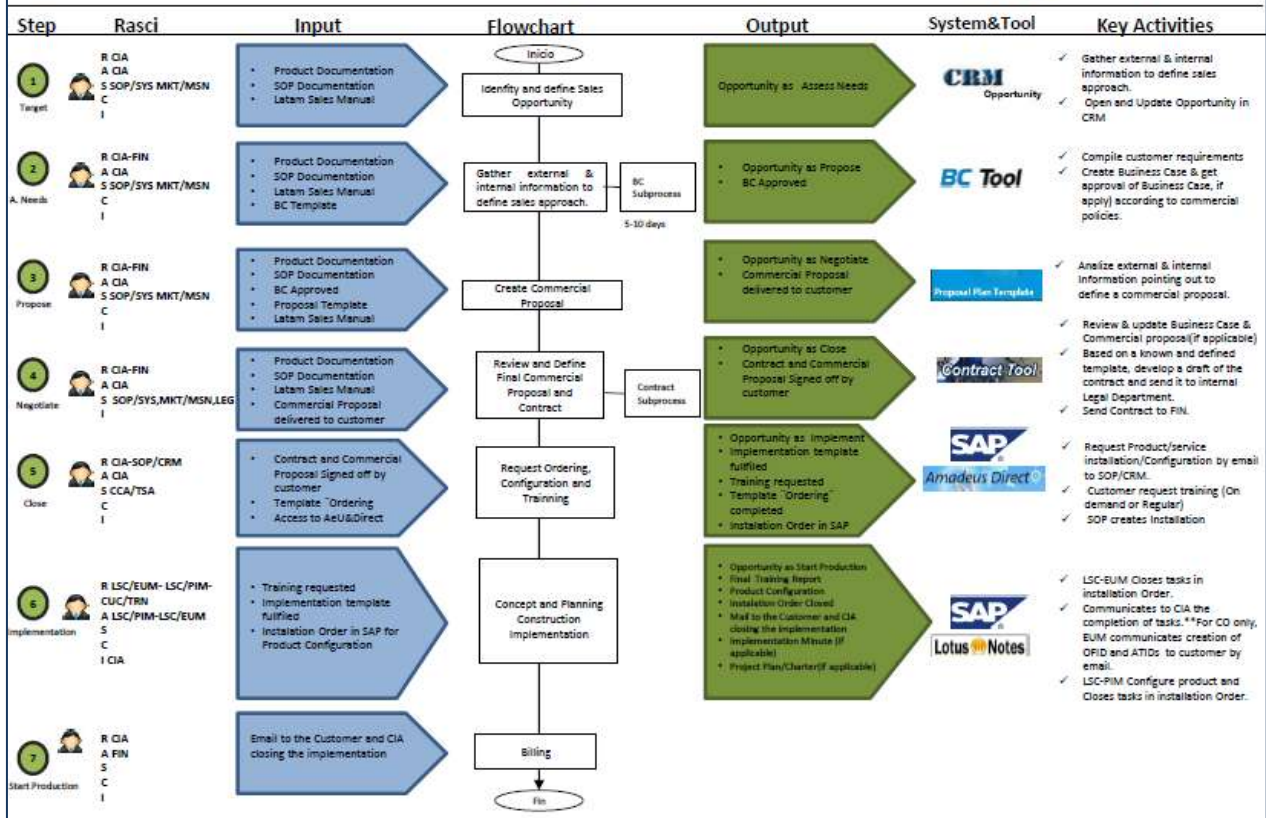 Step Rasci Input Flowchart Output System&Tool Key Activities
Inicio
1
Target
R CIA
A CIA
S SOP/SYS MKT/MSN
C
I
• Product Documentation
• SOP Documentation
• Latam Sales Manual
Idenfity and define Sales
Opportunity
Opportunity as Assess Needs
CRM
Opportunity
✓ Gather external & internal
information to define sales
approach.
✓ Open and Update Opportunity in
CRM
2
A. Needs
R CIA-FIN
A CIA
S SOP/SYS MKT/MSN
C
I
• Product Documentation
• SOP Documentation
• Latam Sales Manual
• BC Template
Gather external &
internal information to
define sales approach.
BC
Subprocess
5-10 days
• Opportunity as Propose
• BC Approved
BC Tool
✓ Compile customer requirements
✓ Create Business Case & get
approval of Business Case, if
apply) according to commercial
policies.
3
Propose
R CIA-FIN
A CIA
S SOP/SYS MKT/MSN
C
I
• Product Documentation
• SOP Documentation
• BC Approved
• Proposal Template
• Latam Sales Manual
Create Commercial
Proposal
• Opportunity as Negotiate
• Commercial Proposal
delivered to customer
Proposal Plan Template
✓ Analize external & internal
Information pointing out to
define a commercial proposal.
4
Negotiate
R CIA-FIN
A CIA
S SOP/SYS,MKT/MSN,LEG
I
• Product Documentation
• SOP Documentation
• Latam Sales Manual
• Commercial Proposal
delivered to customer
Review and Define
Final Commercial
Proposal and
Contract
Contract
Subprocess
• Opportunity as Close
• Contract and Commercial
Proposal Signed off by
customer
Contract Tool
✓ Review & update Business Case &
Commercial proposal(if applicable)
✓ Based on a known and defined
template, develop a draft of the
contract and send it to internal
Legal Department.
✓ Send Contract to FIN.
5
Close
R CIA-SOP/CRM
A CIA
S CCA/TSA
C
I
• Contract and Commercial
Proposal Signed off by
customer
• Template ¨Ordering
• Access to AeU&Direct
Request Ordering,
Configuration and
Trainning
• Opportunity as Implement
• Implementation template
fullfiled
• Training requested
• Template ¨Ordering¨
completed
• Instalation Order in SAP
SAP
Amadeus Direct
✓ Request Product/service
installation/Configuration by email
to SOP/CRM.
✓ Customer request training (On
demand or Regular)
✓ SOP creates Installation
6
Implementation
R LSC/EUM- LSC/PIM-
CUC/TRN
A LSC/PIM-LSC/EUM
S
C
I CIA
• Training requested
• Implementation template
fullfiled
• Instalation Order in SAP for
Product Configuration
Concept and Planning
Construction
Implementation
• Opportunity as Start Production
• Final Training Report
• Product Configuration
• Instalation Order Closed
• Mail to the Customer and CIA
closing the implementation
• Implementation Minute (if
applicable)
• Project Plan/Charter(if applicable)
SAP
Lotus Notes
✓ LSC-EUM Closes tasks in
installation Order.
✓ Communicates to CIA the
completion of tasks.**For CO only,
EUM communicates creation of
OFID and ATIDs to customer by
email.
✓ LSC-PIM Configure product and
Closes tasks in installation Order.
7
Start Production
R CIA
A FIN
S
C
I
Email to the Customer and CIA
closing the implementation
Billing
Fin